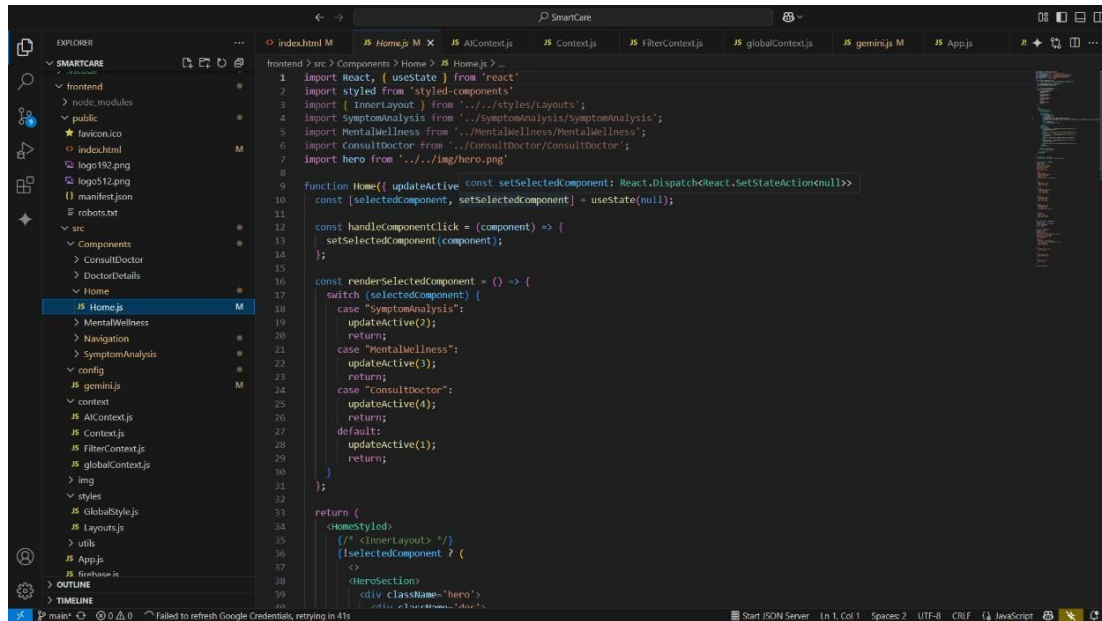 SmartCare
EXPLORER
SMARTCARE
.vscode
frontend
node_modules
public
favicon.ico
index.html M
logo192.png
logo512.png
manifest.json
robots.txt
src
Components
ConsultDoctor
DoctorDetails
Home
JS Home.js M
MentalWellness
Navigation
SymptomAnalysis
config
JS gemini.js M
context
JS AIContext.js
JS Context.js
JS FilterContext.js
JS globalContext.js
img
styles
JS GlobalStyle.js
JS Layouts.js
utils
JS App.js
JS firebase.js
OUTLINE
TIMELINE
index.html M JS Home.js M JS AIContext.js JS Context.js JS FilterContext.js JS globalContext.js JS gemini.js M JS App.js
frontend > src > Components > Home > JS Home.js > ...
1 import React, { useState } from 'react'
2 import styled from 'styled-components'
3 import { InnerLayout } from '../../styles/Layouts';
4 import SymptomAnalysis from '../SymptomAnalysis/SymptomAnalysis';
5 import MentalWellness from '../MentalWellness/MentalWellness';
6 import ConsultDoctor from '../ConsultDoctor/ConsultDoctor';
7 import hero from '../../img/hero.png'
8
const setSelectedComponent: React.Dispatch<React.SetStateAction<null>>
9 function Home({ updateActive
10 const [selectedComponent, setSelectedComponent] = useState(null);
11
12 const handleComponentClick = (component) => {
13 setSelectedComponent(component);
14 };
15
16 const renderSelectedComponent = () => {
17 switch (selectedComponent) {
18 case "SymptomAnalysis":
19 updateActive(2);
20 return;
21 case "MentalWellness":
22 updateActive(3);
23 return;
24 case "ConsultDoctor":
25 updateActive(4);
26 return;
27 default:
28 updateActive(1);
29 return;
30 }
31 };
32
33 return (
34 <HomeStyled>
35 {/* <InnerLayout> */}
36 {!selectedComponent ? (
37 <>
38 <HeroSection>
39 <div className='hero'>
40 <div className='des'>
main* 0 0 Failed to refresh Google Credentials, retrying in 41s Start JSON Server Ln 1, Col 1 Spaces: 2 UTF-8 CRLF {} JavaScript